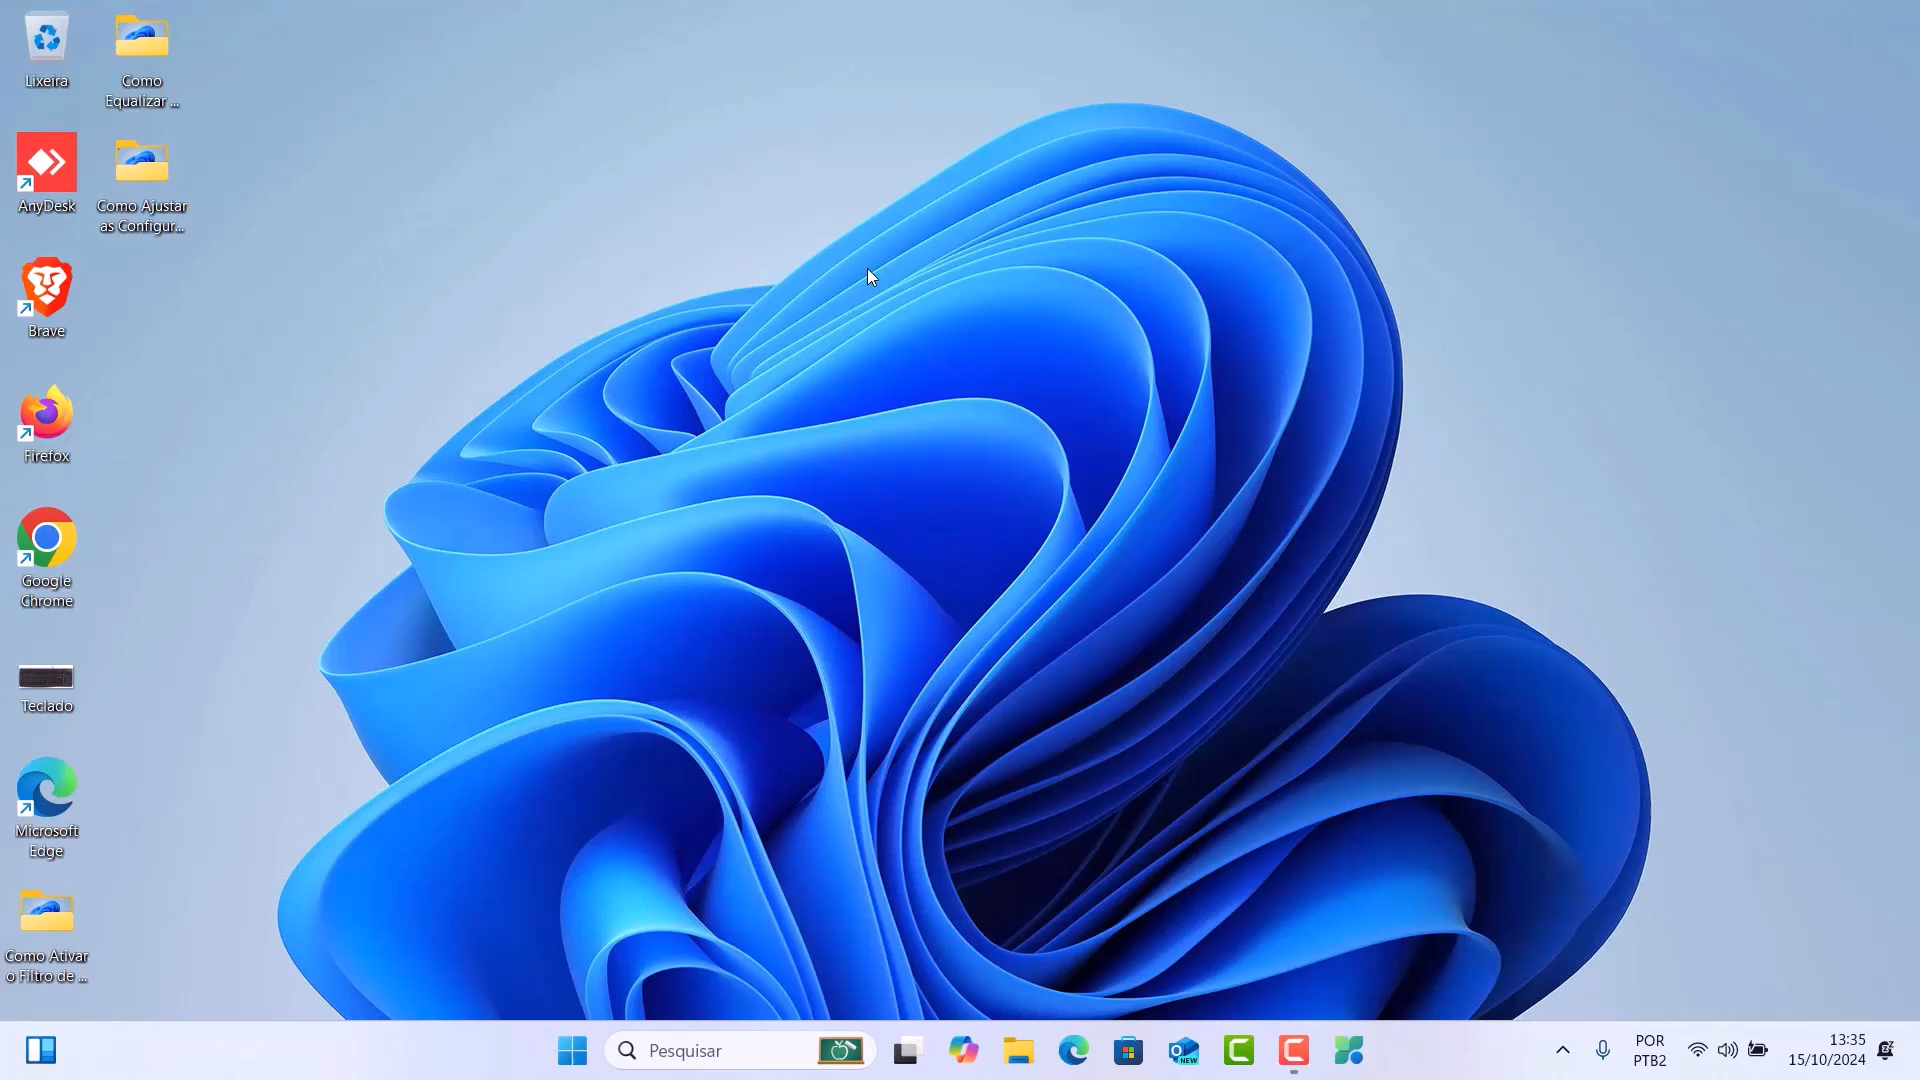 Lixeira
Como
Equalizar ...
AnyDesk
Como Ajustar
as Configur...
Brave
Firefox
Google
Chrome
Teclado
Microsoft
Edge
Como Ativar
o Filtro de ...
Pesquisar
NEW
POR
PTB2
13:35
15/10/2024